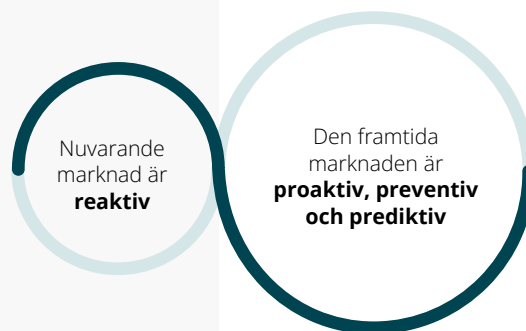 Nuvarande
marknad är
reaktiv
Den framtida
marknaden är
proaktiv, preventiv
och prediktiv